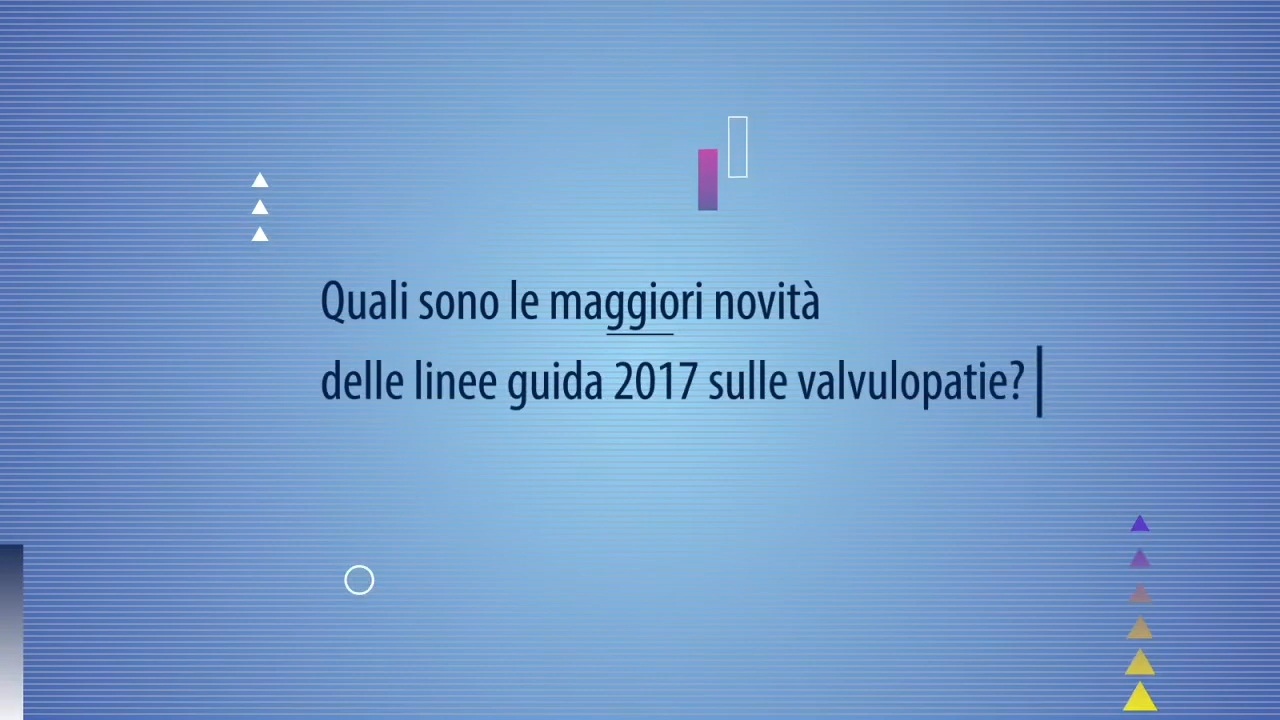 Quali sono le maggiori novità
delle linee guida 2017 sulle valvulopatie?